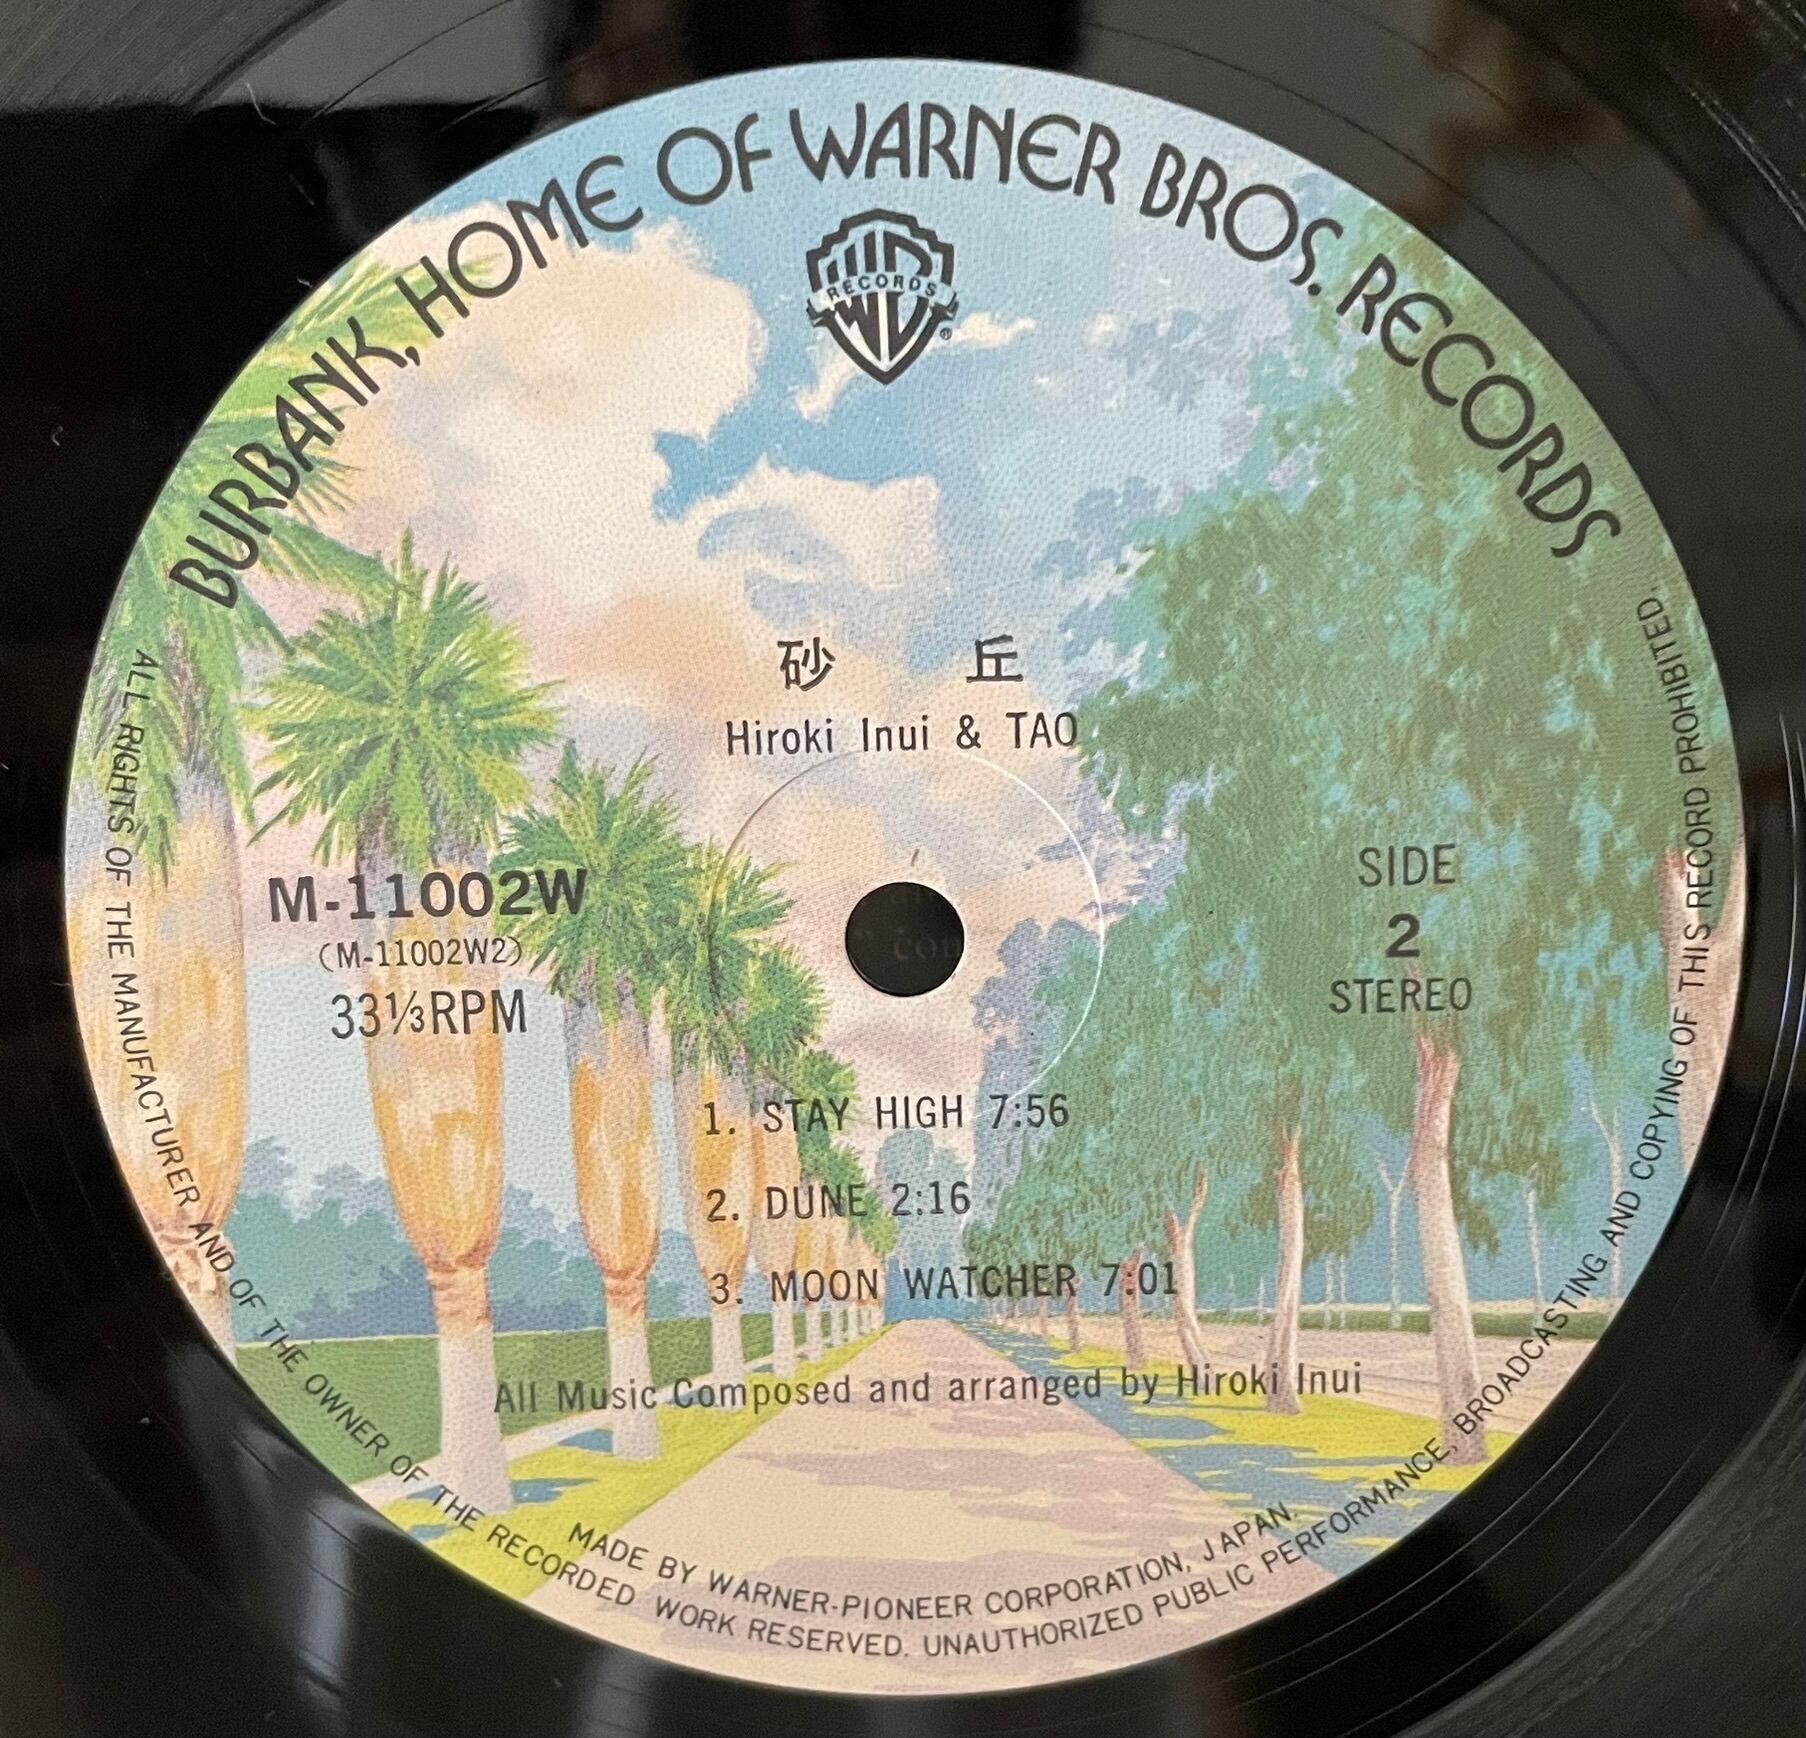 BURBANK, HOME OF WARNER BROS. RECORDS
WB
RECORDS
®
砂 丘
Hiroki Inui & TAO
M-11002W
(M-11002W2)
33⅓RPM
SIDE
2
STEREO
1. STAY HIGH 7:56
2. DUNE 2:16
3. MOON WATCHER 7:01
All Music Composed and arranged by Hiroki Inui
MADE BY WARNER-PIONEER CORPORATION, JAPAN.
ALL RIGHTS OF THE MANUFACTURER AND OF THE OWNER OF THE RECORDED WORK RESERVED. UNAUTHORIZED PUBLIC PERFORMANCE, BROADCASTING AND COPYING OF THIS RECORD PROHIBITED.